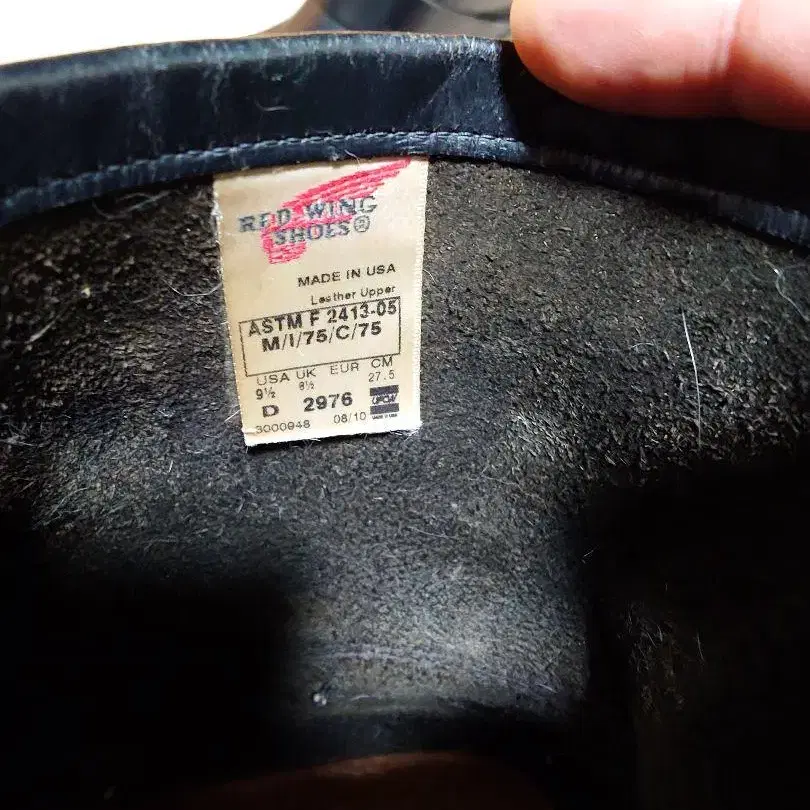 RED WING
SHOES®
MADE IN USA
Leather Upper
ASTM F 2413-05
M/I/75/C/75
USA UK EUR CM
9½ 8½ 27.5
D 2976 UFCW
3000948 08/10